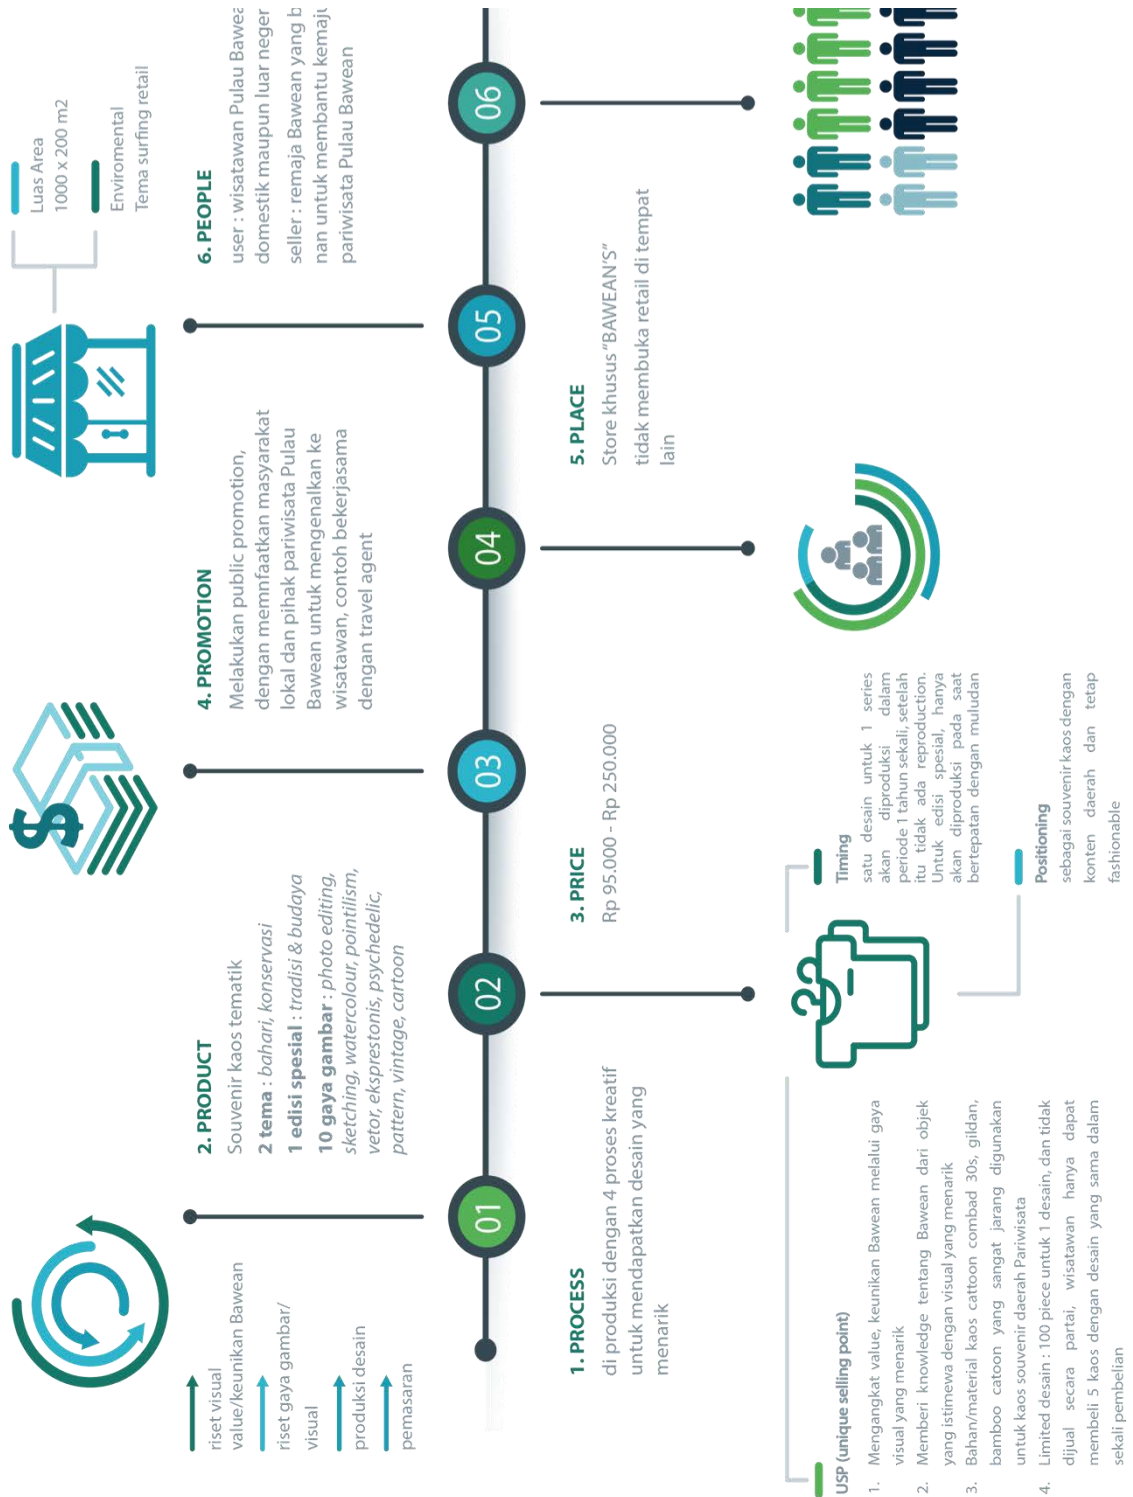 riset visual
value/keunikan Bawean
riset gaya gambar/
visual
produksi desain
pemasaran
01
1. PROCESS
di produksi dengan 4 proses kreatif
untuk mendapatkan desain yang
menarik
2. PRODUCT
Souvenir kaos tematik
2 tema : bahari, konservasi
1 edisi spesial : tradisi & budaya
10 gaya gambar : photo editing,
sketching, watercolour, pointilism,
vetor, eksprestonis, psychedelic,
pattern, vintage, cartoon
02
USP (unique selling point)
1. Mengangkat value, keunikan Bawean melalui gaya
visual yang menarik
2. Memberi knowledge tentang Bawean dari objek
yang istimewa dengan visual yang menarik
3. Bahan/material kaos cattoon combad 30s, gildan,
bamboo catoon yang sangat jarang digunakan
untuk kaos souvenir daerah Pariwisata
4. Limited desain : 100 piece untuk 1 desain, dan tidak
dijual secara partai, wisatawan hanya dapat
membeli 5 kaos dengan desain yang sama dalam
sekali pembelian
Timing
satu desain untuk 1 series
akan diproduksi dalam
periode 1 tahun sekali, setelah
itu tidak ada reproduction.
Untuk edisi spesial, hanya
akan diproduksi pada saat
bertepatan dengan muludan
Positioning
sebagai souvenir kaos dengan
konten daerah dan tetap
fashionable
$
03
3. PRICE
Rp 95.000 - Rp 250.000
4. PROMOTION
Melakukan public promotion,
dengan memnfaatkan masyarakat
lokal dan pihak pariwisata Pulau
Bawean untuk mengenalkan ke
wisatawan, contoh bekerjasama
dengan travel agent
04
Luas Area
1000 x 200 m2
Enviromental
Tema surfing retail
05
5. PLACE
Store khusus "BAWEAN'S"
tidak membuka retail di tempat
lain
6. PEOPLE
user : wisatawan Pulau Bawea
domestik maupun luar neger
seller : remaja Bawean yang b
nan untuk membantu kemaju
pariwisata Pulau Bawean
06